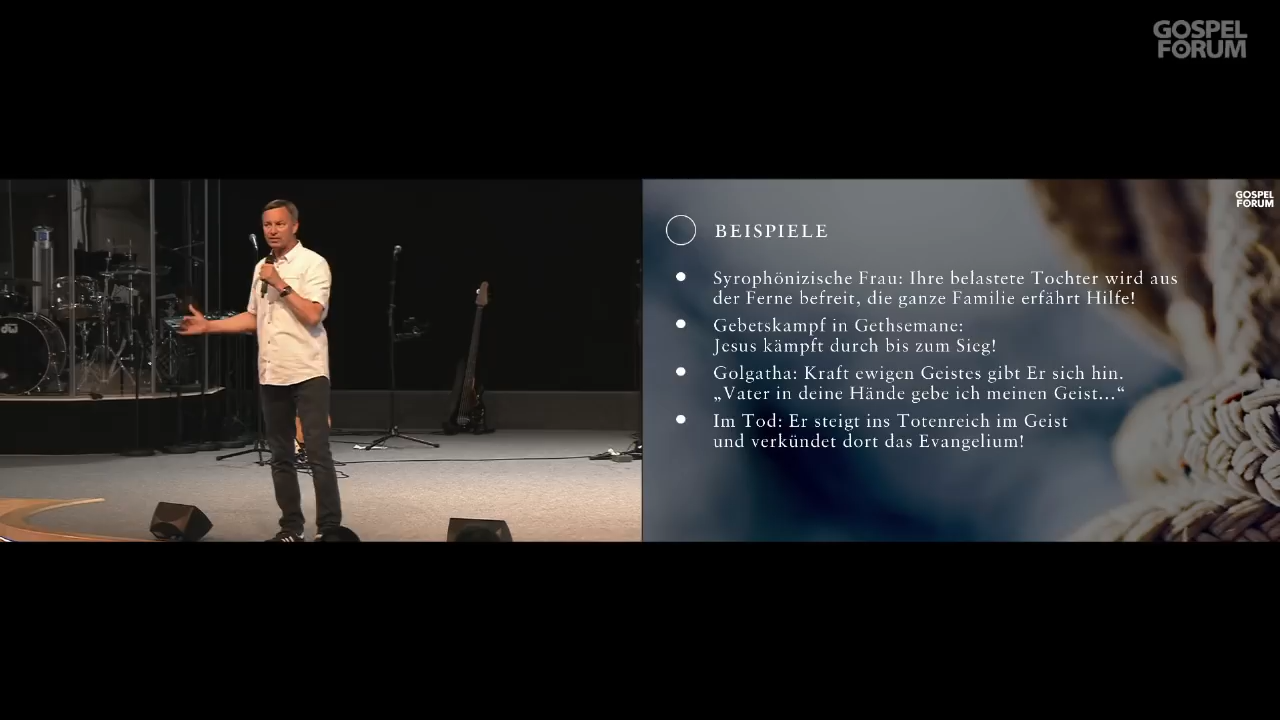 GOSPEL
FORUM
GOSPEL
FORUM
BEISPIELE
Syrophönizische Frau: Ihre belastete Tochter wird aus
der Ferne befreit, die ganze Familie erfährt Hilfe!
Gebetskampf in Gethsemane:
Jesus kämpft durch bis zum Sieg!
Golgatha: Kraft ewigen Geistes gibt Er sich hin.
„Vater in deine Hände gebe ich meinen Geist...“
Im Tod: Er steigt ins Totenreich im Geist
und verkündet dort das Evangelium!